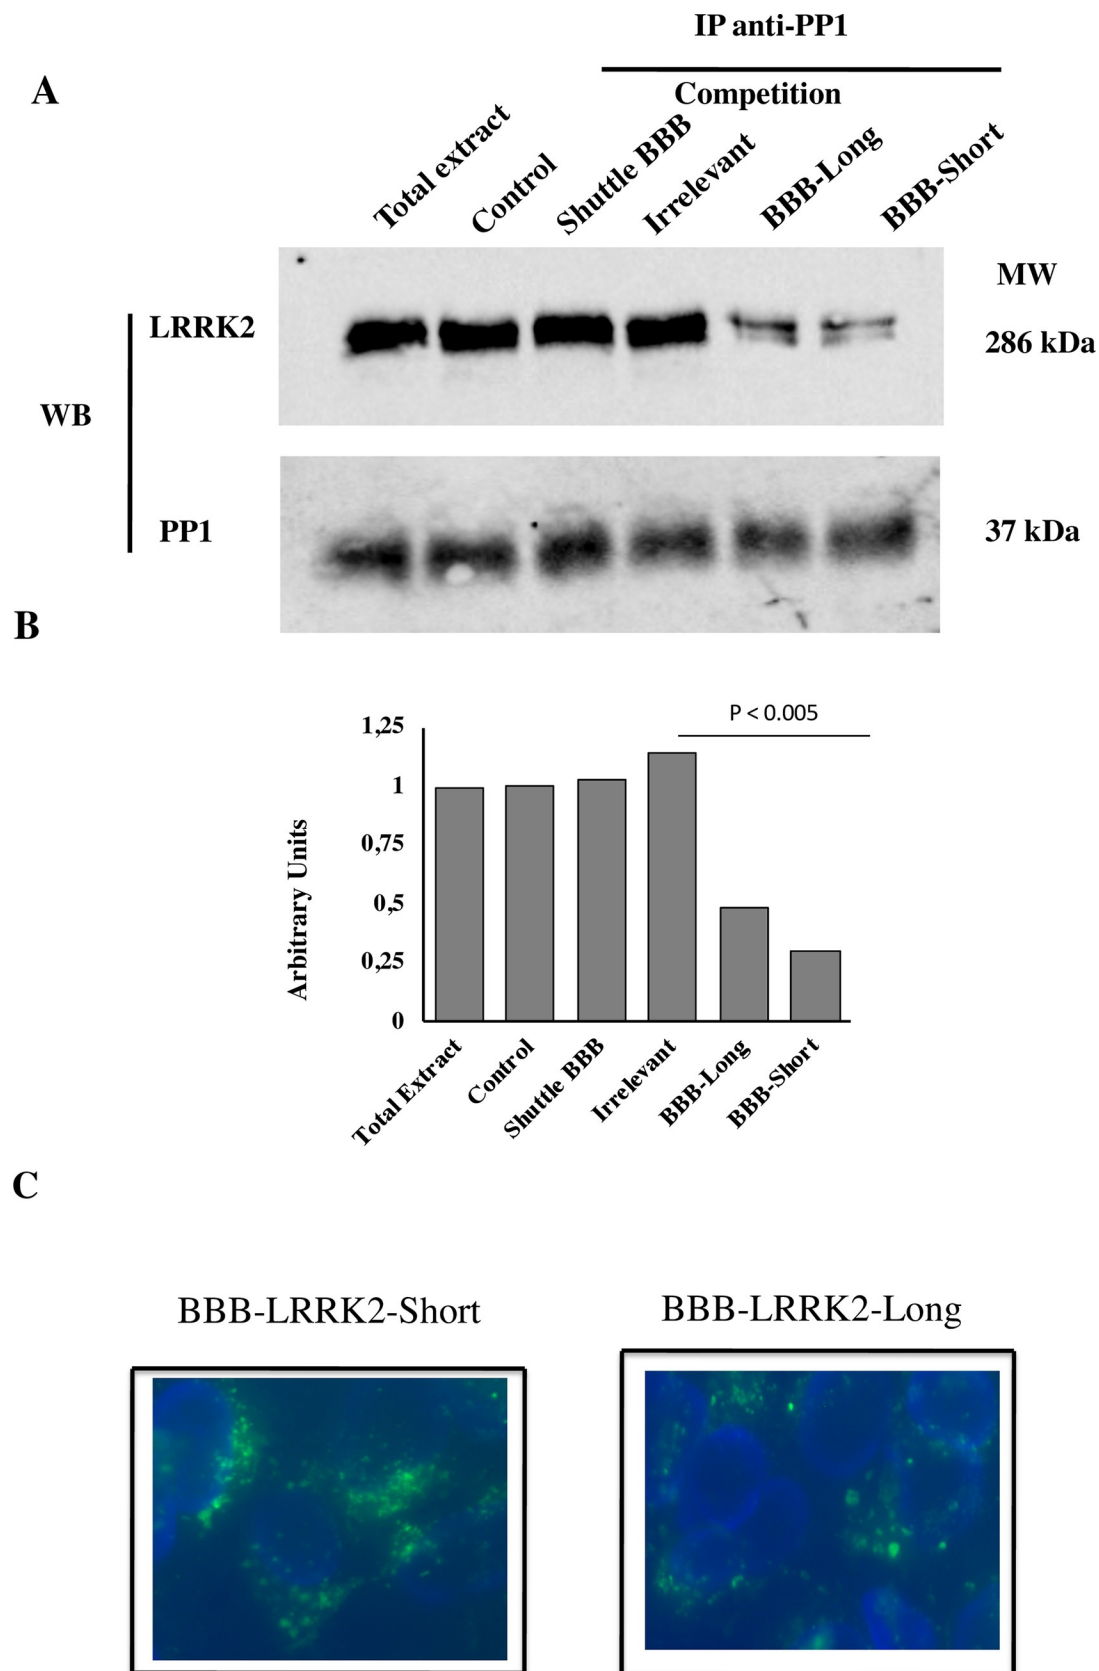 IP anti-PP1
A
Competition
Total extract
Control
Shuttle BBB
Irrelevant
BBB-Long
BBB-Short
MW
LRRK2
286 kDa
WB
PP1
37 kDa
B
P < 0.005
1,25
1
0,75
0,5
0,25
0
Arbitrary Units
Total Extract
Control
Shuttle BBB
Irrelevant
BBB-Long
BBB-Short
C
BBB-LRRK2-Short
BBB-LRRK2-Long